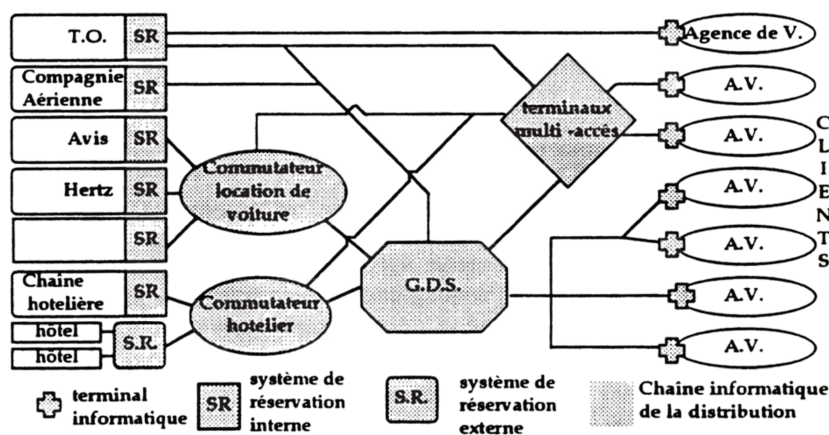 T.O. SR
Compagnie
Aérienne SR
Avis SR
Hertz SR
SR
Chaîne
hotelière SR
hôtel
hôtel
S.R.
Commutateur
location de
voiture
Commutateur
hotelier
G.D.S.
terminaux
multi -accés
Agence de V.
A.V.
A.V.
A.V.
A.V.
A.V.
A.V.
C
L
I
E
N
T
S
terminal
informatique
SR
système de
réservation
interne
S.R.
système de
réservation
externe
Chaîne informatique
de la distribution